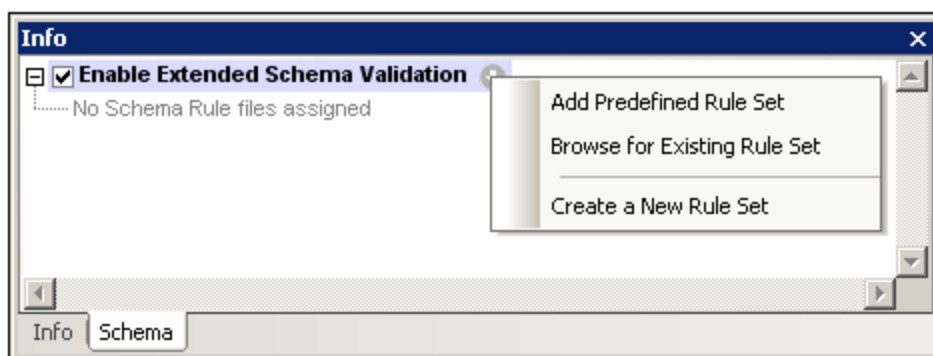 Info
Enable Extended Schema Validation
No Schema Rule files assigned
Add Predefined Rule Set
Browse for Existing Rule Set
Create a New Rule Set
Info Schema